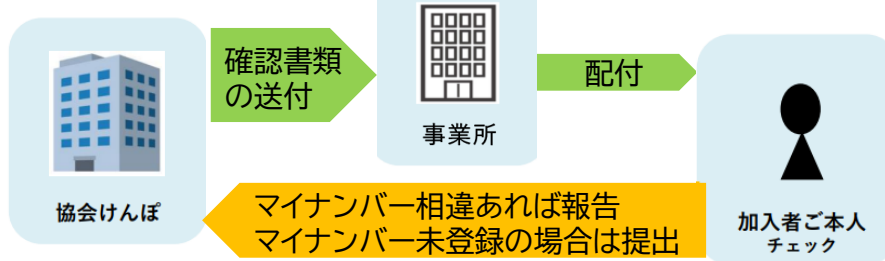 確認書類
の送付
配付
事業所
協会けんぽ
マイナンバー相違あれば報告
マイナンバー未登録の場合は提出
加入者ご本人
チェック